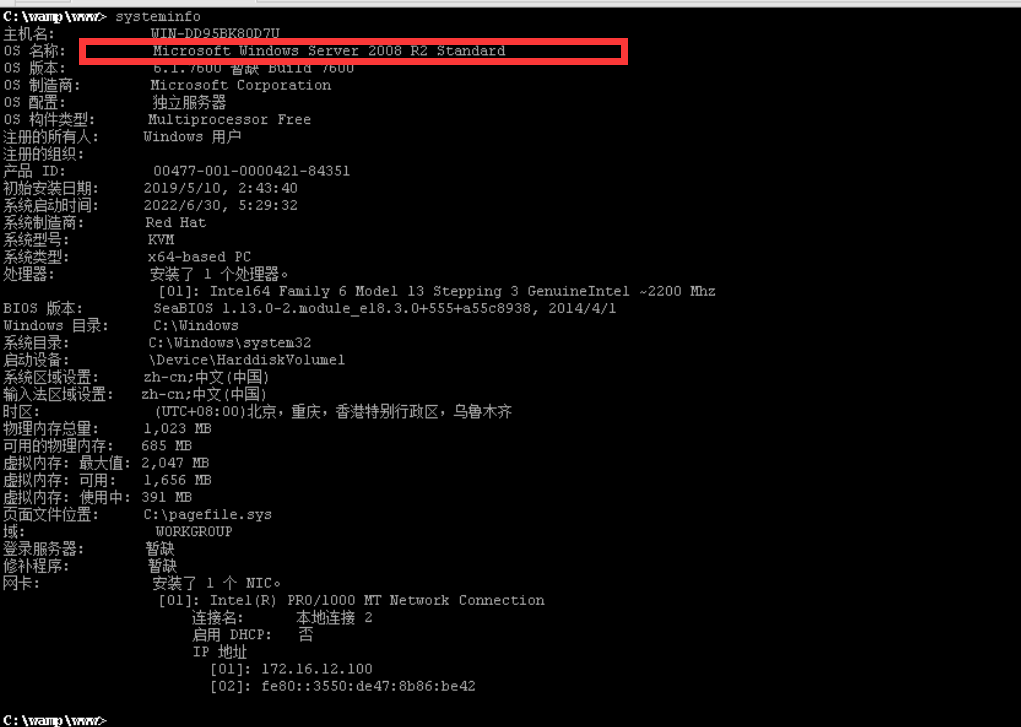 C:\wamp\www> systeminfo
主机名: WIN-DD95BK80D7U
OS 名称: Microsoft Windows Server 2008 R2 Standard
OS 版本: 6.1.7600 暂缺 Build 7600
OS 制造商: Microsoft Corporation
OS 配置: 独立服务器
OS 构件类型: Multiprocessor Free
注册的所有人: Windows 用户
注册的组织:
产品 ID: 00477-001-0000421-84351
初始安装日期: 2019/5/10, 2:43:40
系统启动时间: 2022/6/30, 5:29:32
系统制造商: Red Hat
系统型号: KVM
系统类型: x64-based PC
处理器: 安装了 1 个处理器。
[01]: Intel64 Family 6 Model 13 Stepping 3 GenuineIntel ~2200 Mhz
BIOS 版本: SeaBIOS 1.13.0-2.module_el8.3.0+555+a55c8938, 2014/4/1
Windows 目录: C:\Windows
系统目录: C:\Windows\system32
启动设备: \Device\HarddiskVolume1
系统区域设置: zh-cn;中文(中国)
输入法区域设置: zh-cn;中文(中国)
时区: (UTC+08:00)北京，重庆，香港特别行政区，乌鲁木齐
物理内存总量: 1,023 MB
可用的物理内存: 685 MB
虚拟内存: 最大值: 2,047 MB
虚拟内存: 可用: 1,656 MB
虚拟内存: 使用中: 391 MB
页面文件位置: C:\pagefile.sys
域: WORKGROUP
登录服务器: 暂缺
修补程序: 暂缺
网卡: 安装了 1 个 NIC。
[01]: Intel(R) PRO/1000 MT Network Connection
连接名: 本地连接 2
启用 DHCP: 否
IP 地址
[01]: 172.16.12.100
[02]: fe80::3550:de47:8b86:be42
C:\wamp\www>